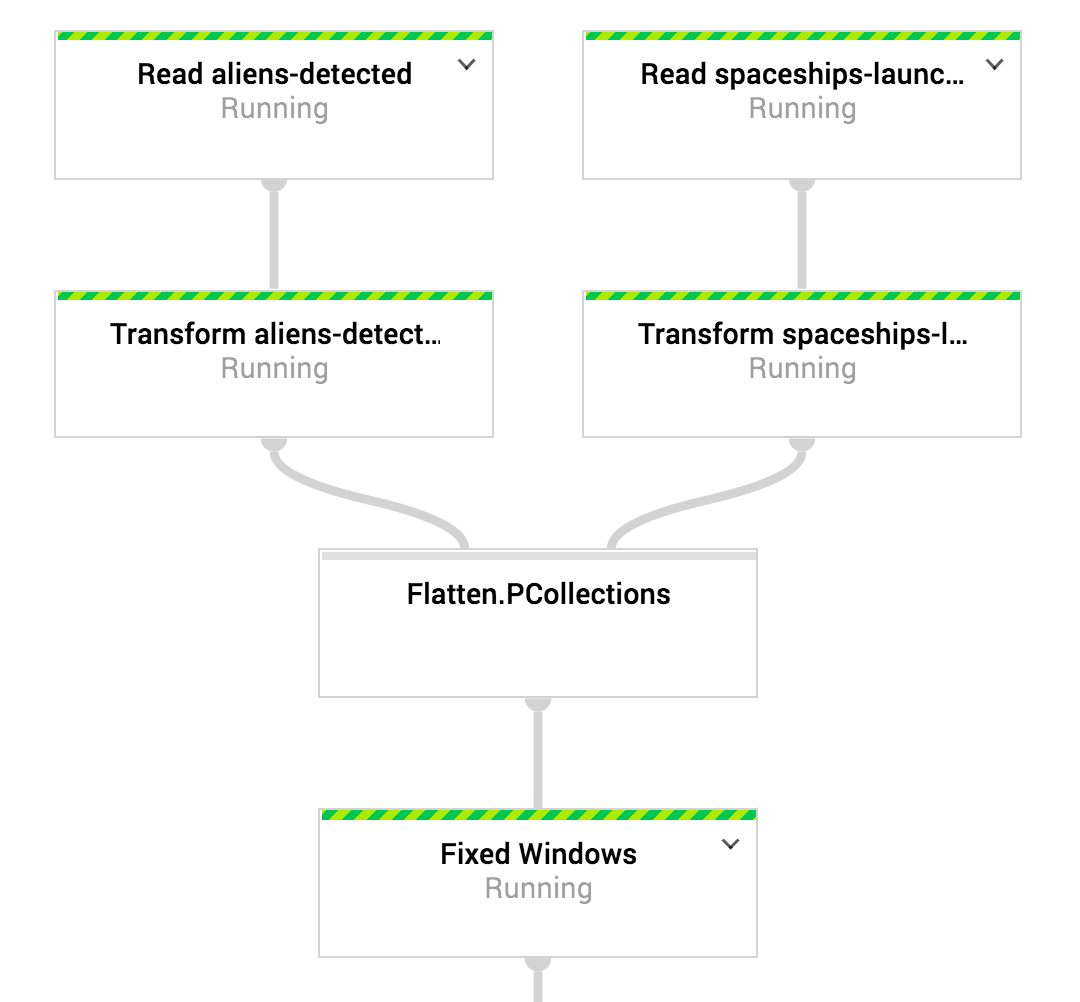 Read aliens-detected
Running
Read spaceships-launc…
Running
Transform aliens-detect…
Running
Transform spaceships-l…
Running
Flatten.PCollections
Fixed Windows
Running